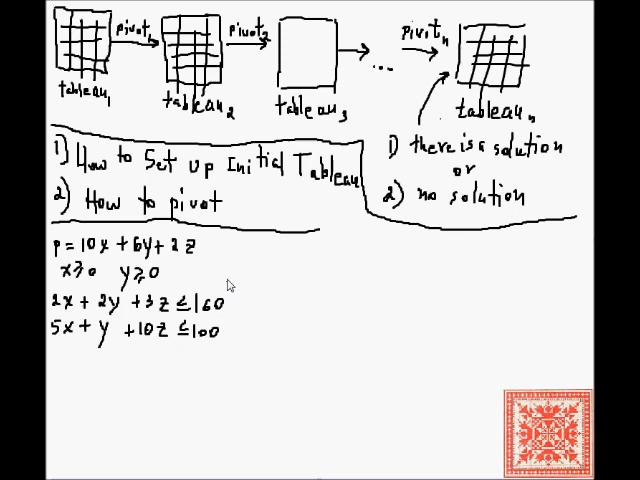 pivot1 pivot2 pivitn
...
tableau1 tableau2 tableau3 tableaun
1) How to Set up Initial Tableau
2) How to pivot
1) there is a solution
or
2) no solution
P = 10x + 6y + 2z
x ≥ 0 y ≥ 0
2x + 2y + 3z ≤ 160
5x + y + 10z ≤ 100